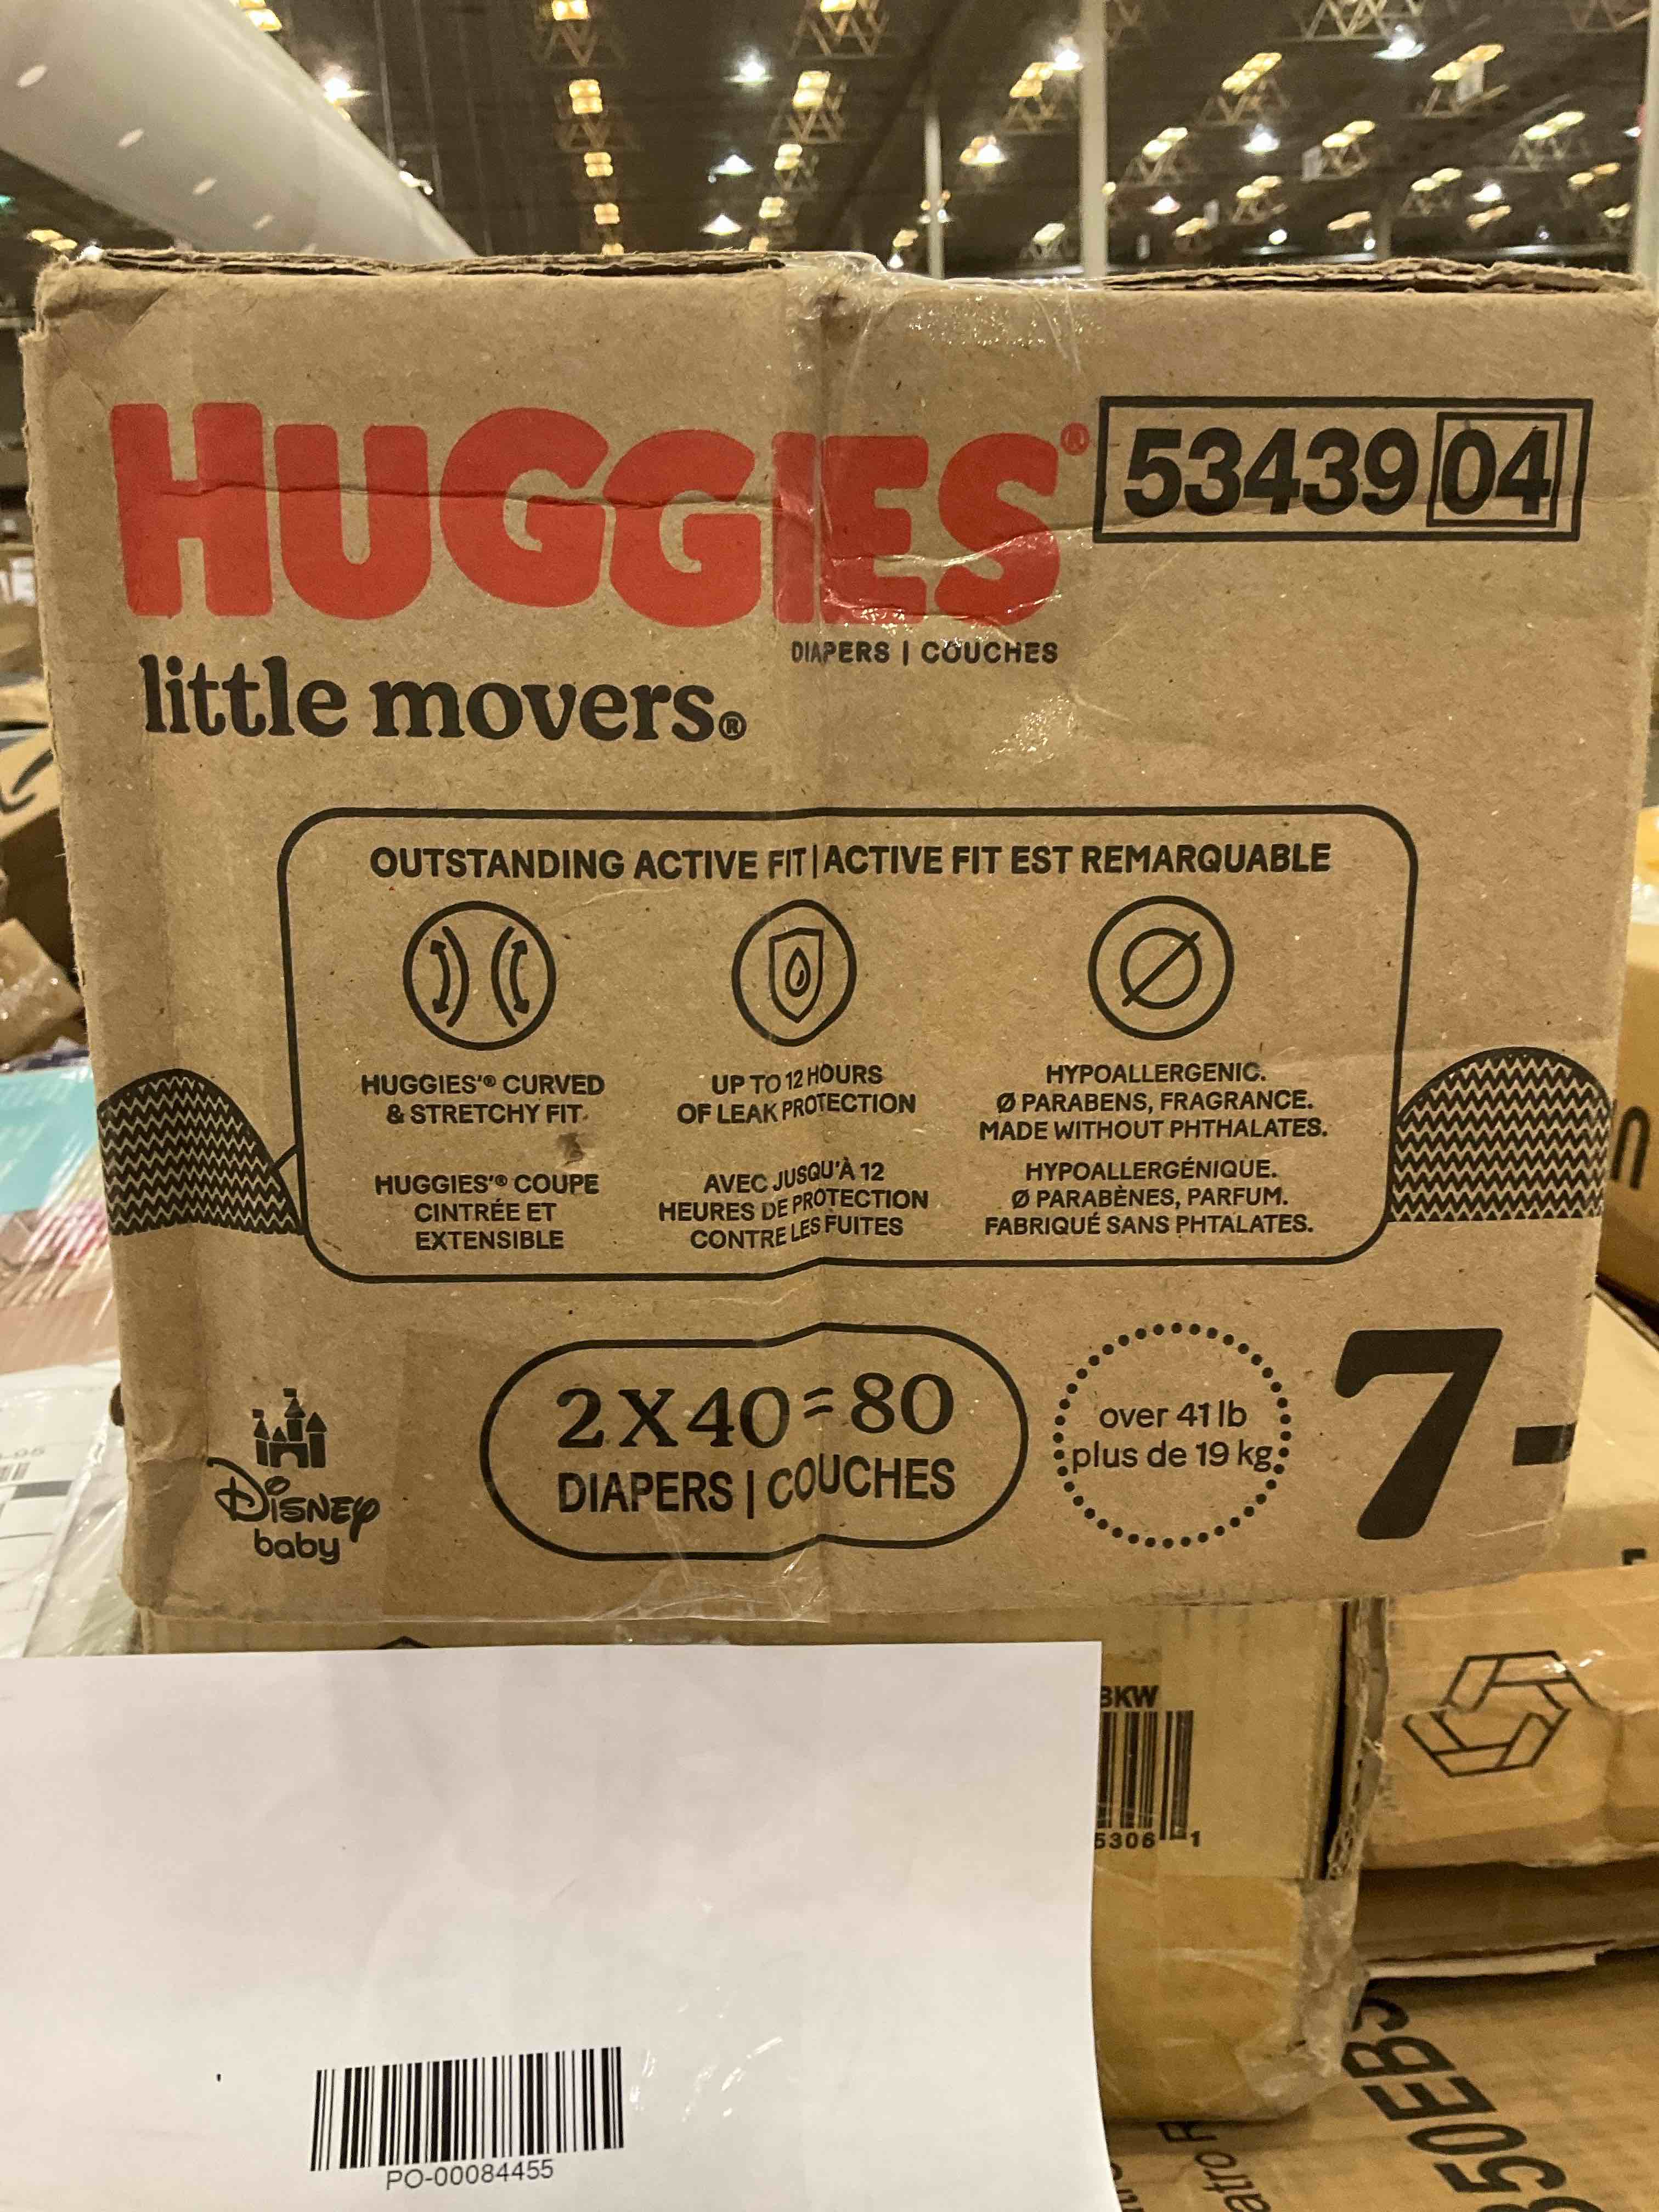 HUGGIES®
53439 04
DIAPERS | COUCHES
little movers®
OUTSTANDING ACTIVE FIT | ACTIVE FIT EST REMARQUABLE
HUGGIES'® CURVED
& STRETCHY FIT
UP TO 12 HOURS
OF LEAK PROTECTION
HYPOALLERGENIC.
Ø PARABENS, FRAGRANCE.
MADE WITHOUT PHTHALATES.
HUGGIES'® COUPE
CINTRÉE ET
EXTENSIBLE
AVEC JUSQU'À 12
HEURES DE PROTECTION
CONTRE LES FUITES
HYPOALLERGÉNIQUE.
Ø PARABÈNES, PARFUM.
FABRIQUÉ SANS PHTALATES.
2X40=80
DIAPERS | COUCHES
over 41 lb
plus de 19 kg
7-
Disney
baby
BKW
5306 1
PO-00084455
50EB